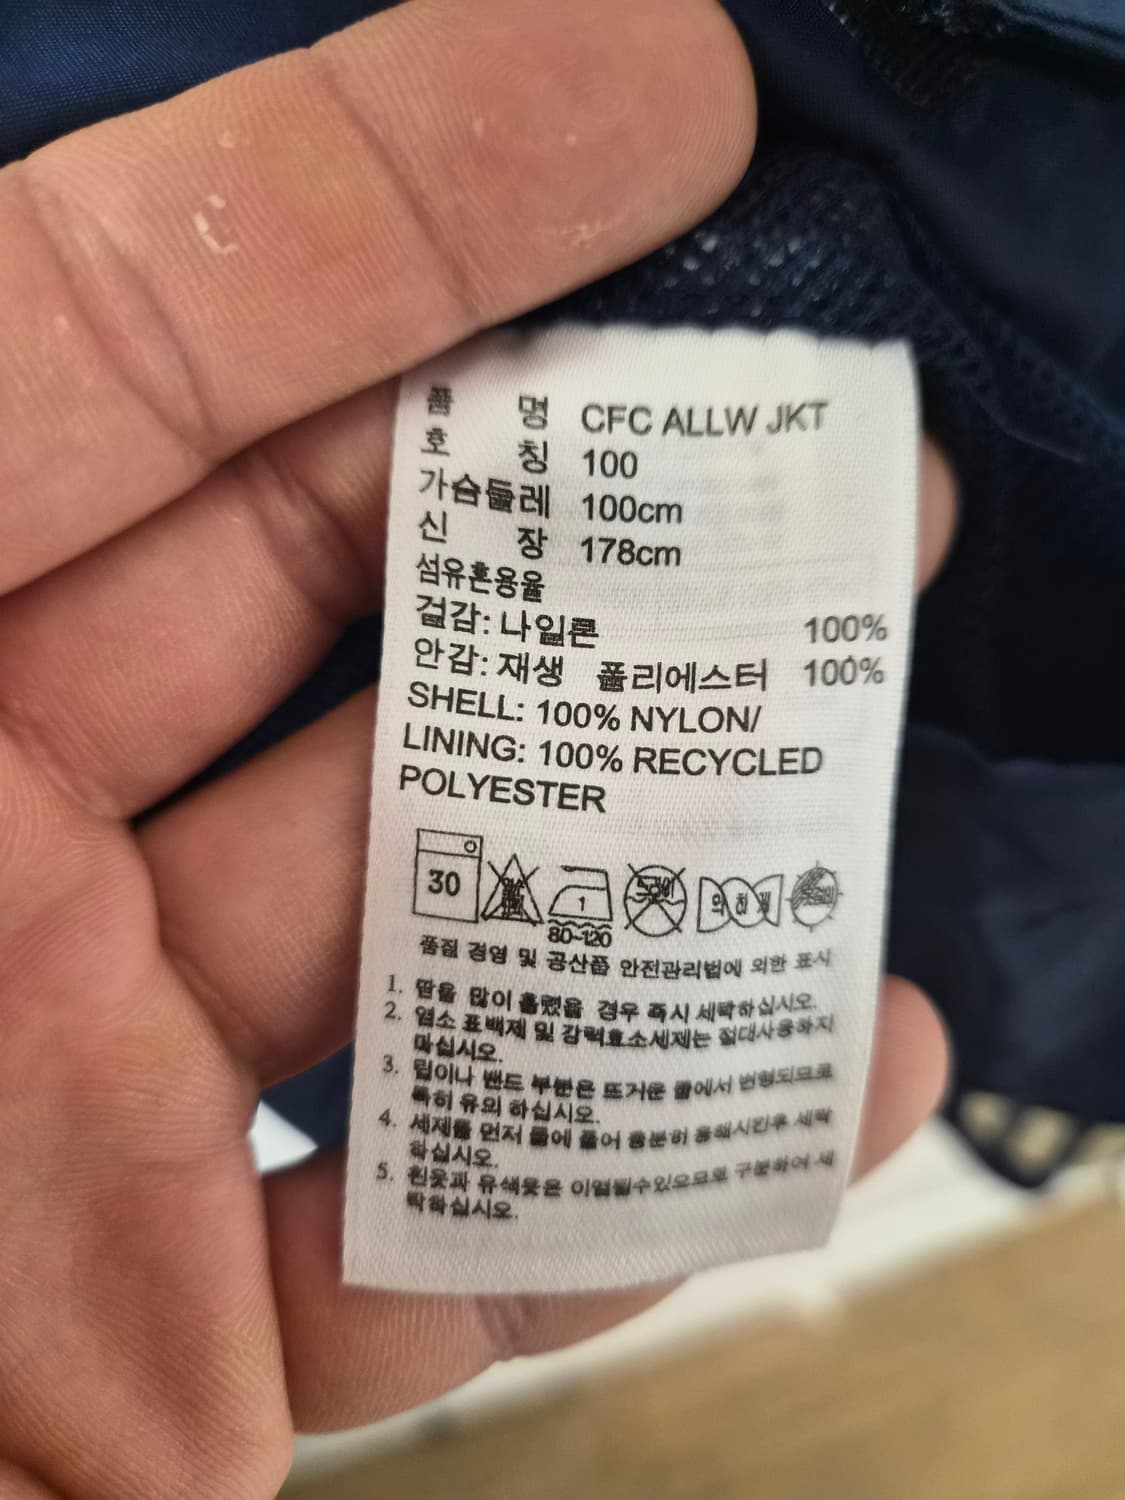 품 명 CFC ALLW JKT
호 칭 100
가슴둘레 100cm
신 장 178cm
섬유혼용율
겉감: 나일론 100%
안감: 재생 폴리에스터 100%
SHELL: 100% NYLON/
LINING: 100% RECYCLED
POLYESTER
30
1
80~120
드라이
약하게
품질 경영 및 공산품 안전관리법에 의한 표시
1. 땀을 많이 흘렸을 경우 즉시 세탁하십시오.
2. 염소 표백제 및 강력효소세제는 절대사용하지
마십시오.
3. 립이나 밴드 부분은 뜨거운 물에서 변형되므로
특히 유의 하십시오.
4. 세제를 먼저 물에 풀어 충분히 용해시킨후 세탁
하십시오.
5. 흰옷과 유색옷은 이염될수있으므로 구분하여 세
탁하십시오.